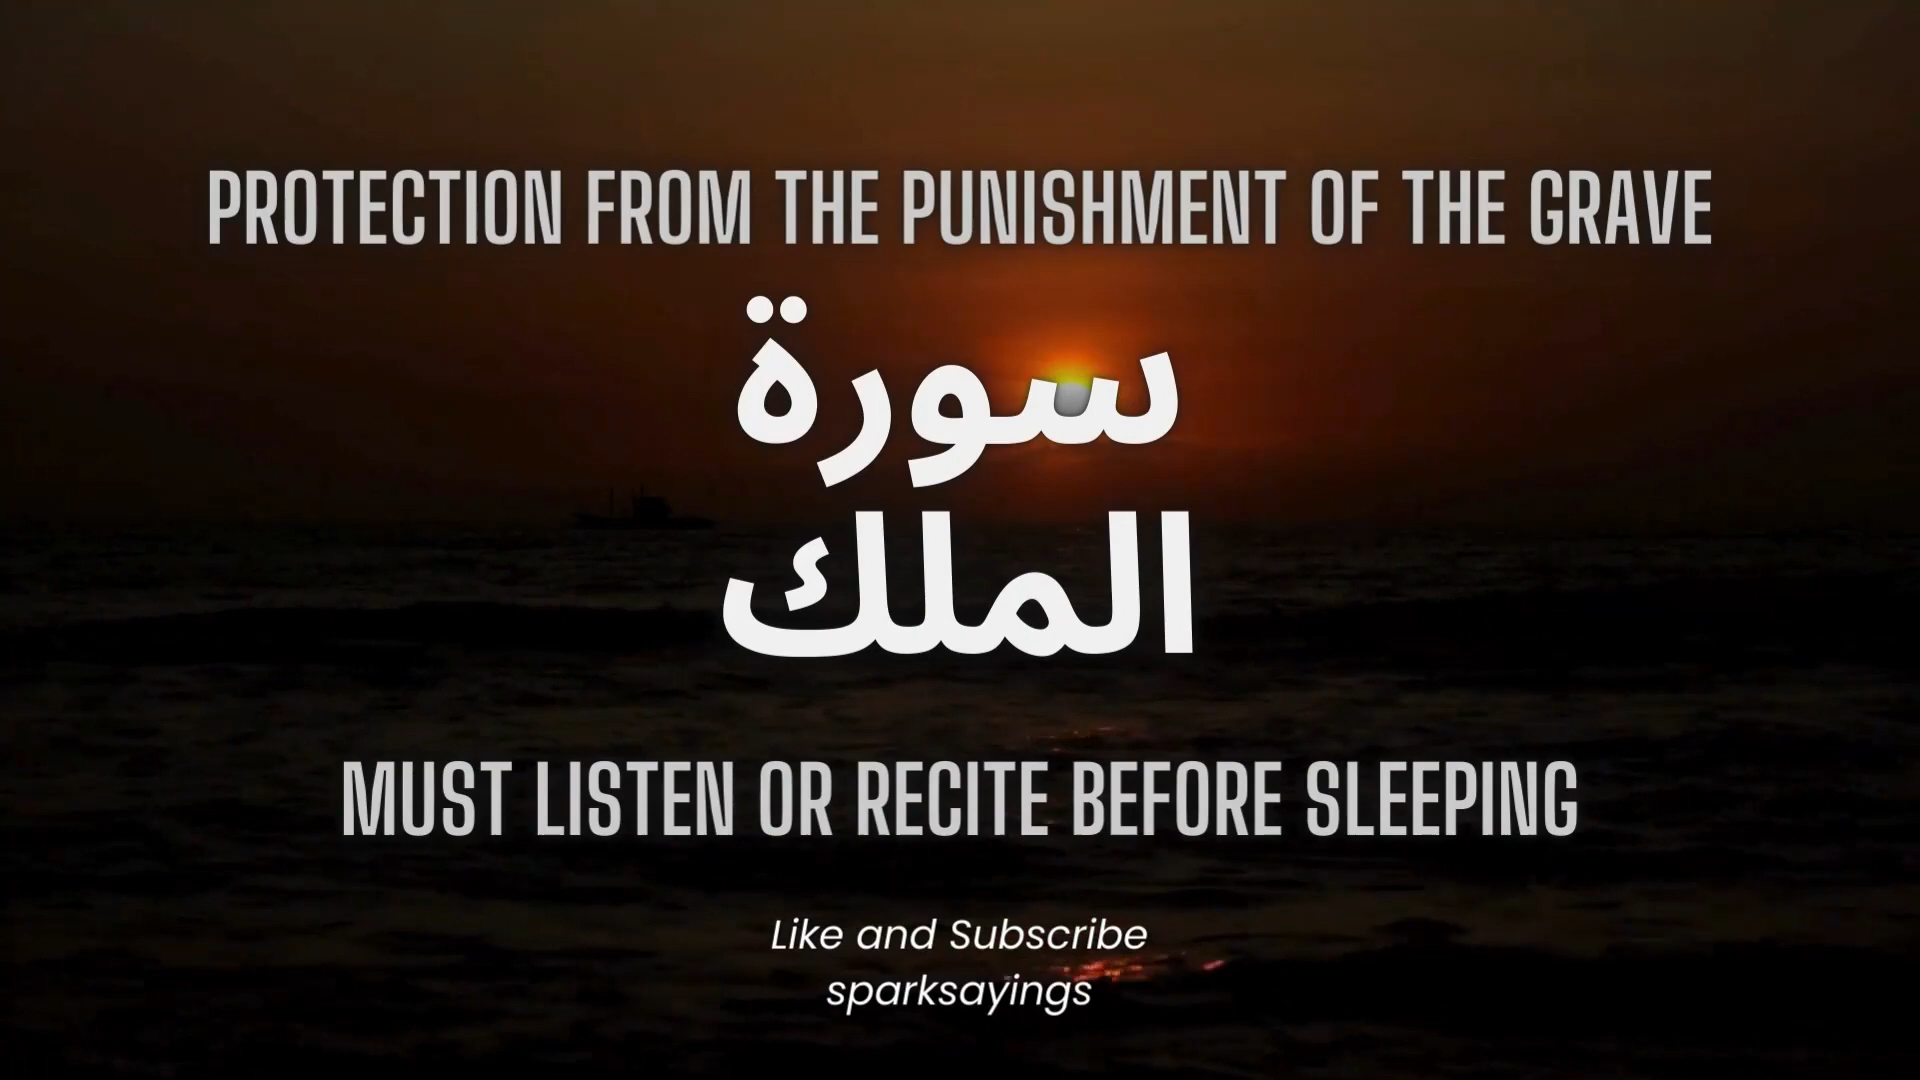 PROTECTION FROM THE PUNISHMENT OF THE GRAVE
سورة
الملك
MUST LISTEN OR RECITE BEFORE SLEEPING
Like and Subscribe
sparksayings